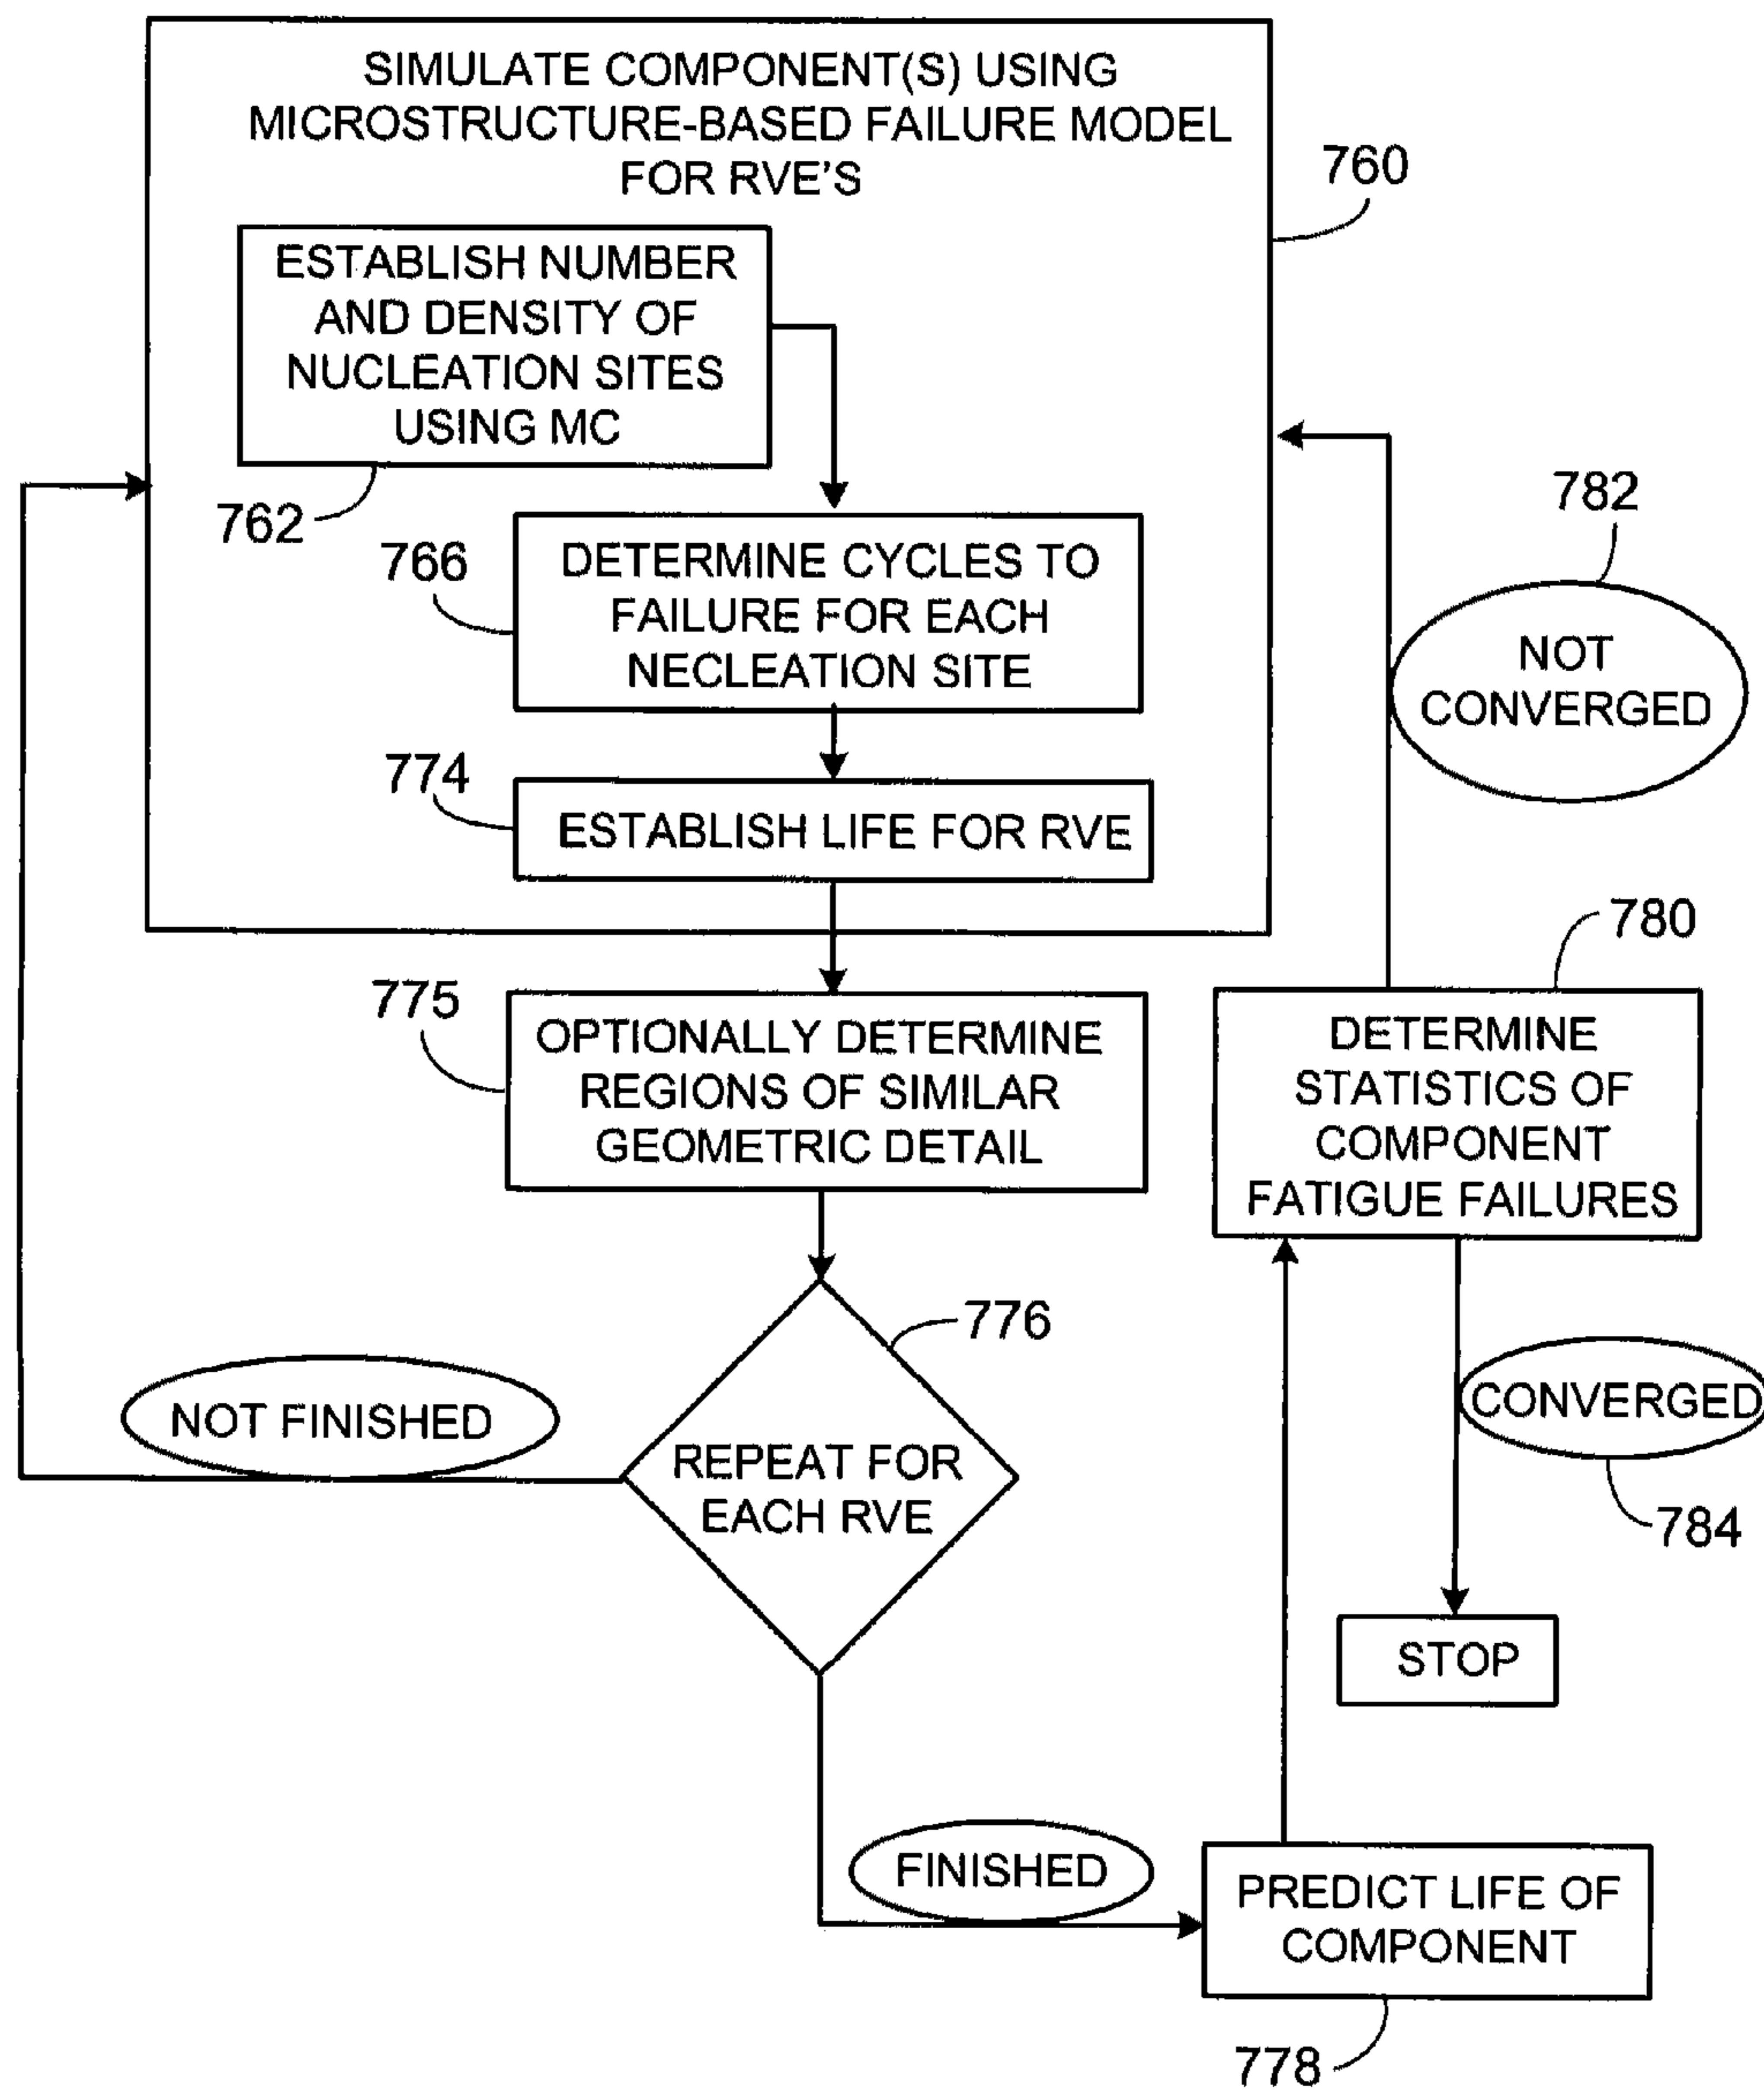 SIMULATE COMPONENT(S) USING
MICROSTRUCTURE-BASED FAILURE MODEL
FOR RVE'S
760
ESTABLISH NUMBER
AND DENSITY OF
NUCLEATION SITES
USING MC
762
766
DETERMINE CYCLES TO
FAILURE FOR EACH
NECLEATION SITE
774
ESTABLISH LIFE FOR RVE
782
NOT
CONVERGED
780
775
OPTIONALLY DETERMINE
REGIONS OF SIMILAR
GEOMETRIC DETAIL
DETERMINE
STATISTICS OF
COMPONENT
FATIGUE FAILURES
776
NOT FINISHED
REPEAT FOR
EACH RVE
CONVERGED
784
STOP
FINISHED
PREDICT LIFE OF
COMPONENT
778